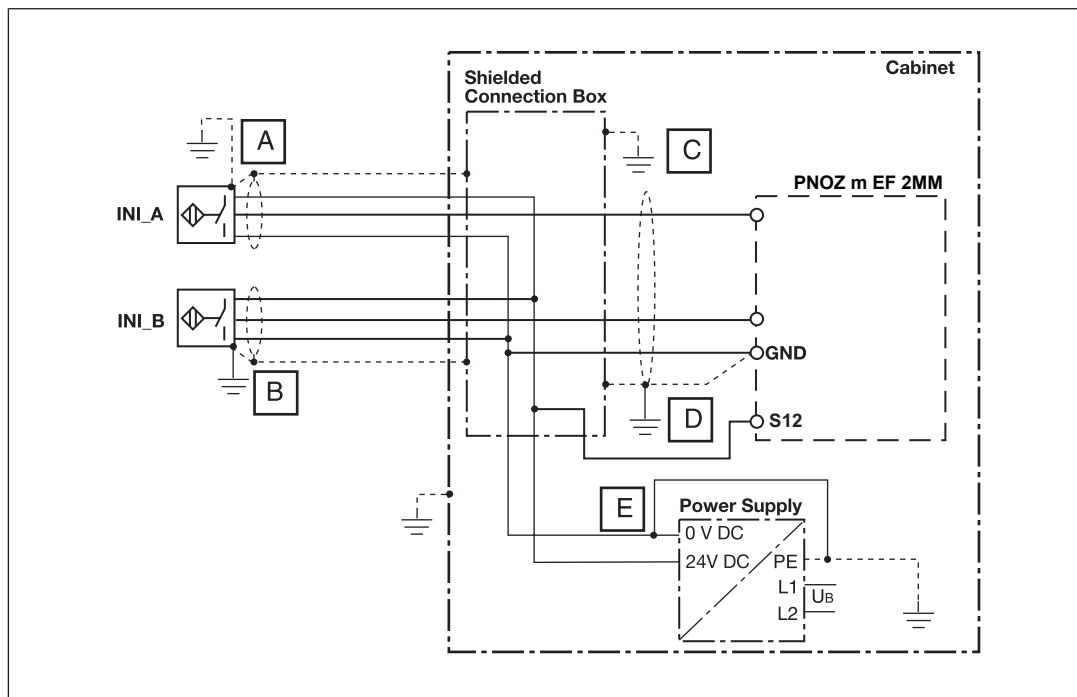 Cabinet
Shielded
Connection Box
A
C
PNOZ m EF 2MM
INI_A
INI_B
GND
B
D
S12
E
Power Supply
0 V DC
24V DC
PE
L1
UB
L2